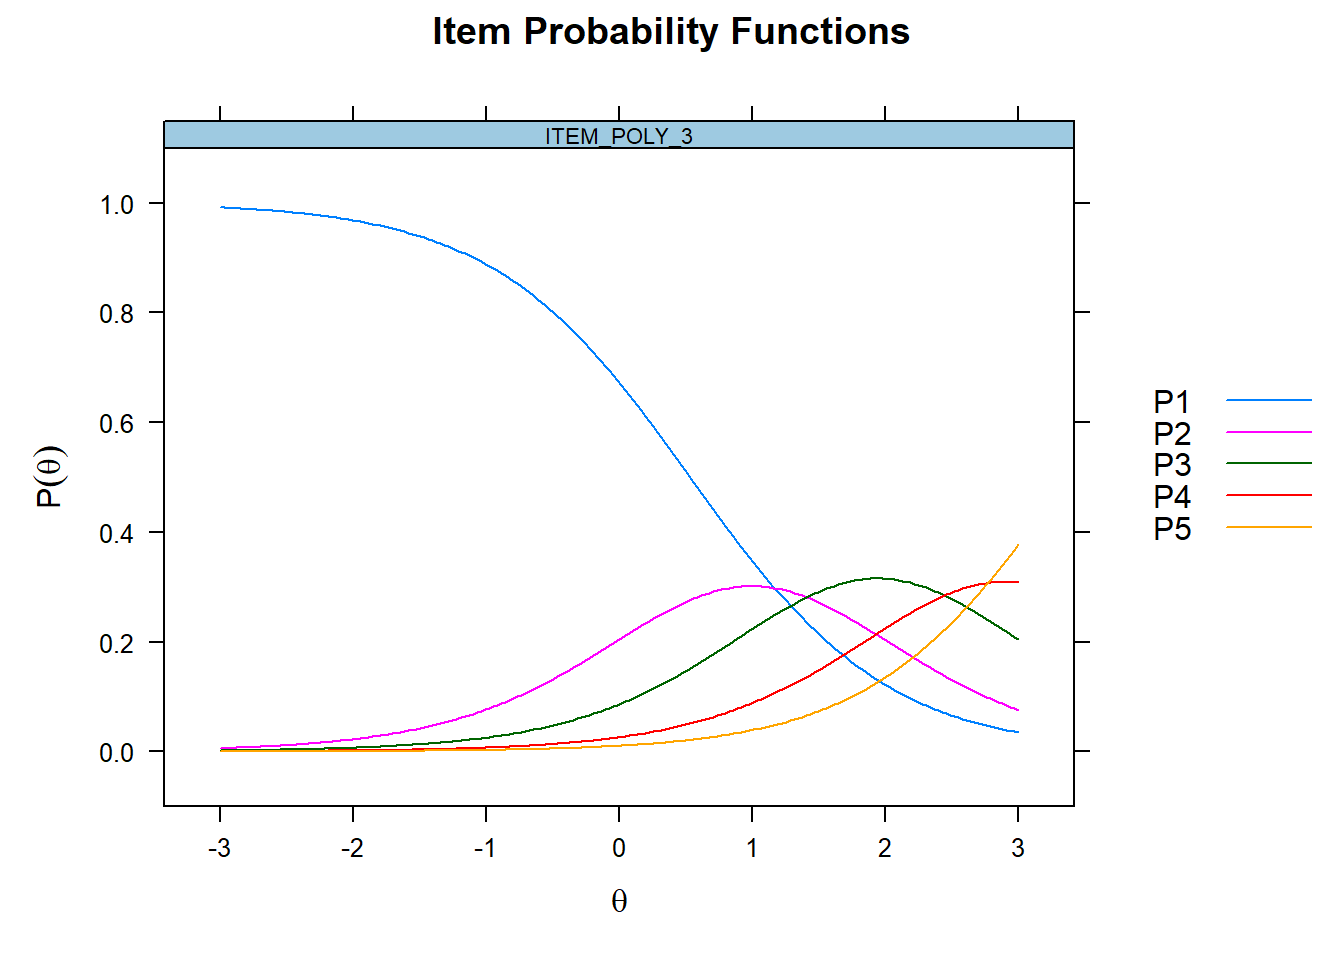 Item Probability Functions
ITEM_POLY_3
1.0
0.8
0.6
0.4
0.2
0.0
P(θ)
-3 -2 -1 0 1 2 3
θ
P1
P2
P3
P4
P5